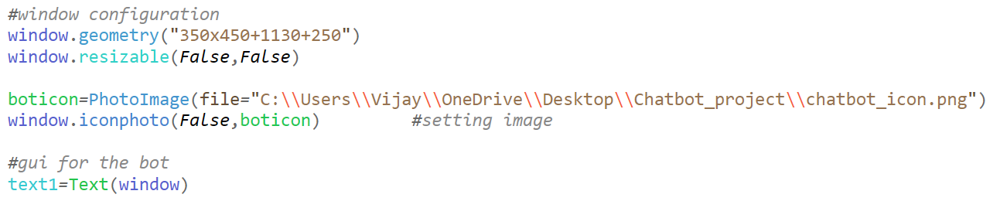 #window configuration
window.geometry("350x450+1130+250")
window.resizable(False,False)
boticon=PhotoImage(file="C:\\Users\\Vijay\\OneDrive\\Desktop\\Chatbot_project\\chatbot_icon.png")
window.iconphoto(False,boticon)         #setting image
#gui for the bot
text1=Text(window)